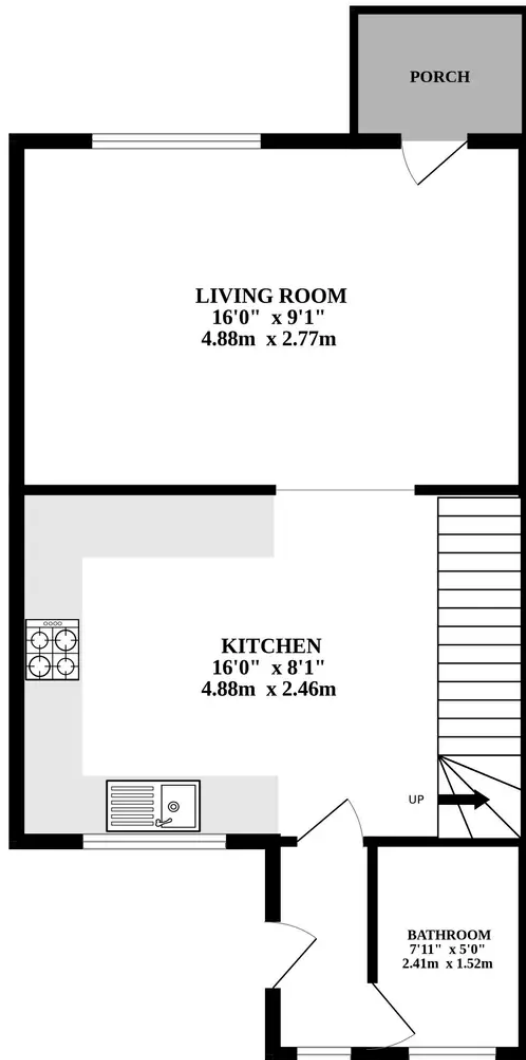 PORCH
LIVING ROOM
16'0" x 9'1"
4.88m x 2.77m
KITCHEN
16'0" x 8'1"
4.88m x 2.46m
UP
BATHROOM
7'11" x 5'0"
2.41m x 1.52m